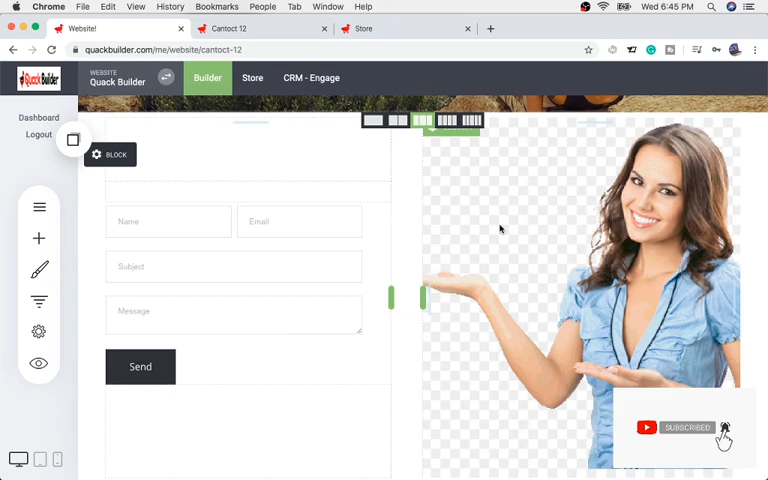 Chrome File Edit View History Bookmarks People Tab Window Help Wed 6:45 PM
Website! Cantoct 12 Store
quackbuilder.com/me/website/cantoct-12
QuackBuilder WEBSITE
Quack Builder Builder Store CRM - Engage
Dashboard
Logout
BLOCK
Name Email
Subject
Message
Send
SUBSCRIBED